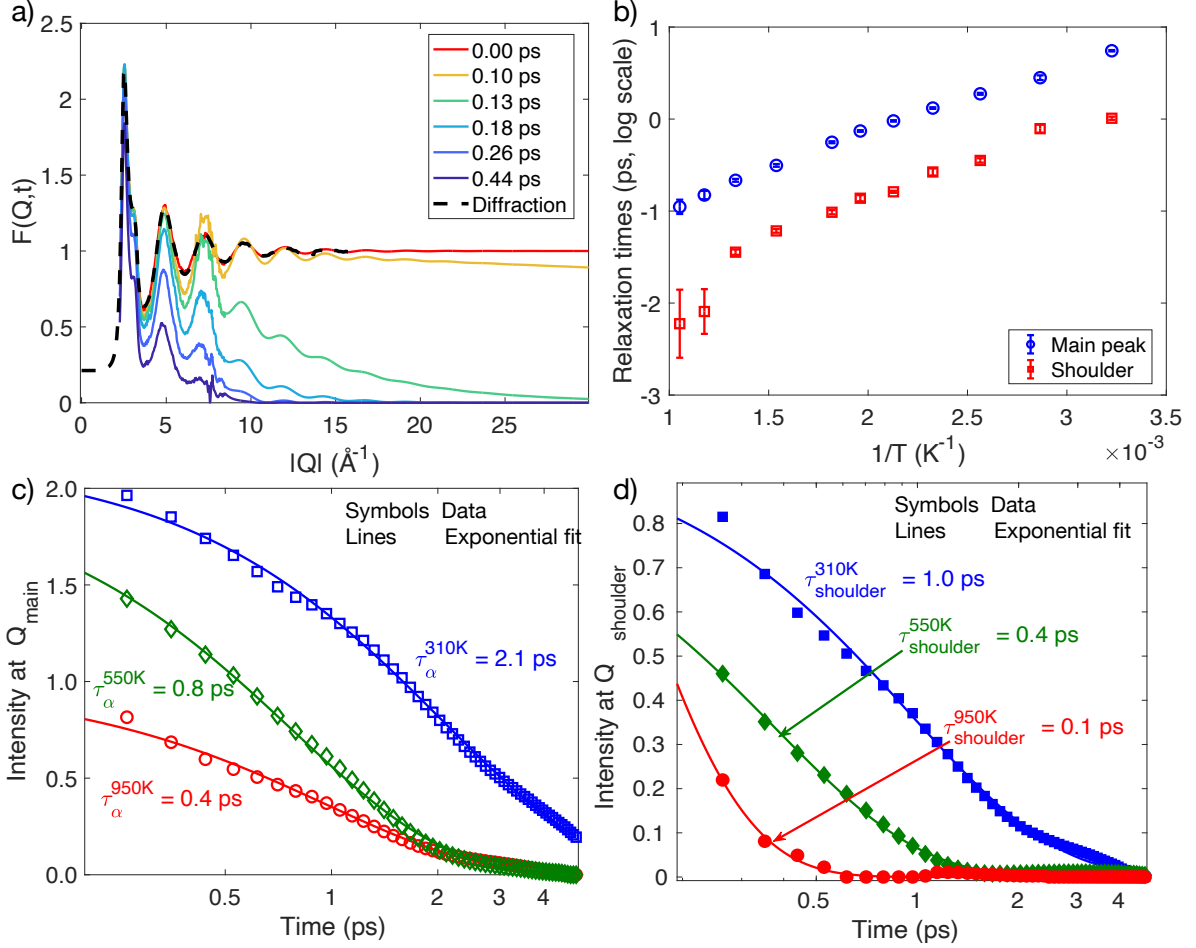 a)
2.5
2
1.5
1
0.5
0
F(Q,t)
0.00 ps
0.10 ps
0.13 ps
0.18 ps
0.26 ps
0.44 ps
Diffraction
0 5 10 15 20 25
|Q| (Å⁻¹)
b)
1
0
-1
-2
-3
Relaxation times (ps, log scale)
Main peak
Shoulder
1 1.5 2 2.5 3 3.5
1/T (K⁻¹)
×10⁻³
c)
2.0
1.5
1.0
0.5
0.0
Intensity at Q_main
Symbols Data
Lines Exponential fit
τ_α^310K = 2.1 ps
τ_α^550K = 0.8 ps
τ_α^950K = 0.4 ps
0.5 1 2 3 4
Time (ps)
d)
0.8
0.7
0.6
0.5
0.4
0.3
0.2
0.1
0
Intensity at Q_shoulder
Symbols Data
Lines Exponential fit
τ_shoulder^310K = 1.0 ps
τ_shoulder^550K = 0.4 ps
τ_shoulder^950K = 0.1 ps
0.5 1 2 3 4
Time (ps)